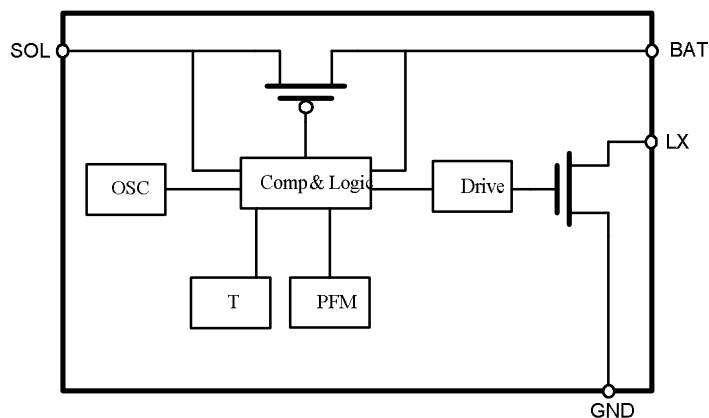 SOL
BAT
LX
OSC
Comp& Logic
Drive
T
PFM
GND